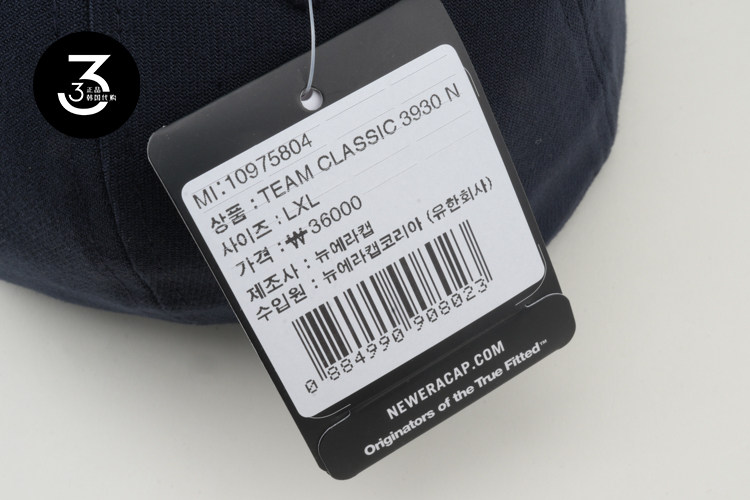 3
3
正品
韩国代购
MI:10975804
상품 : TEAM CLASSIC 3930 N
사이즈 : LXL
가격 : ₩36000
제조사 : 뉴에라캡
수입원 : 뉴에라캡코리아 (유한회사)
0 884990 908023
NEWERACAP.COM
Originators of the True Fitted™